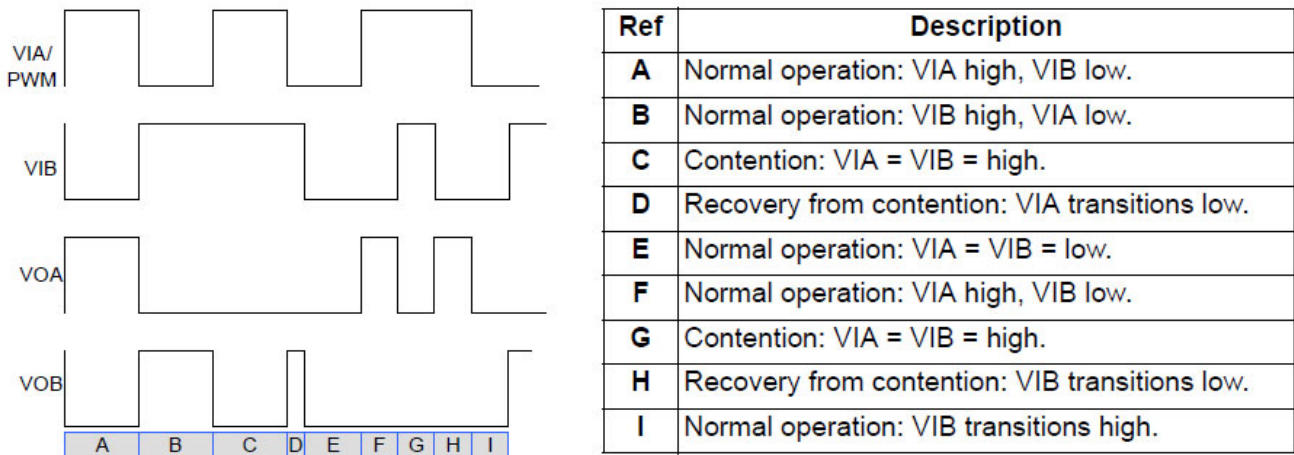 VIA/
PWM
VIB
VOA
VOB
A B C D E F G H I
Ref Description
A Normal operation: VIA high, VIB low.
B Normal operation: VIB high, VIA low.
C Contention: VIA = VIB = high.
D Recovery from contention: VIA transitions low.
E Normal operation: VIA = VIB = low.
F Normal operation: VIA high, VIB low.
G Contention: VIA = VIB = high.
H Recovery from contention: VIB transitions low.
I Normal operation: VIB transitions high.